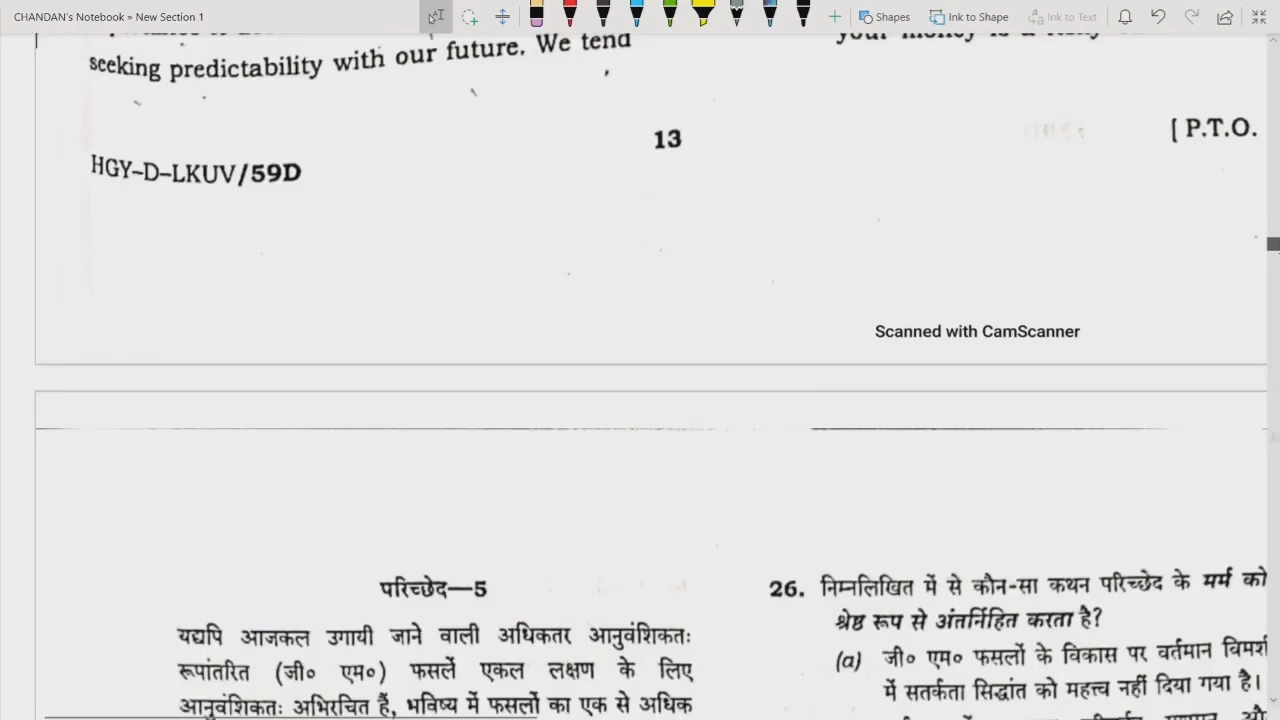 CHANDAN's Notebook » New Section 1
Shapes
Ink to Shape
Ink to Text
seeking predictability with our future. We tend
your money is a
13
[ P.T.O.
HGY-D-LKUV/59D
Scanned with CamScanner
परिच्छेद—5
यद्यपि आजकल उगायी जाने वाली अधिकतर आनुवंशिकतः
रूपांतरित (जी० एम०) फसलें एकल लक्षण के लिए
आनुवंशिकतः अभिरचित हैं, भविष्य में फसलों का एक से अधिक
26. निम्नलिखित में से कौन-सा कथन परिच्छेद के मर्म को
श्रेष्ठ रूप से अंतर्निहित करता है?
(a) जी० एम० फसलों के विकास पर वर्तमान विमर्श
में सतर्कता सिद्धांत को महत्त्व नहीं दिया गया है।